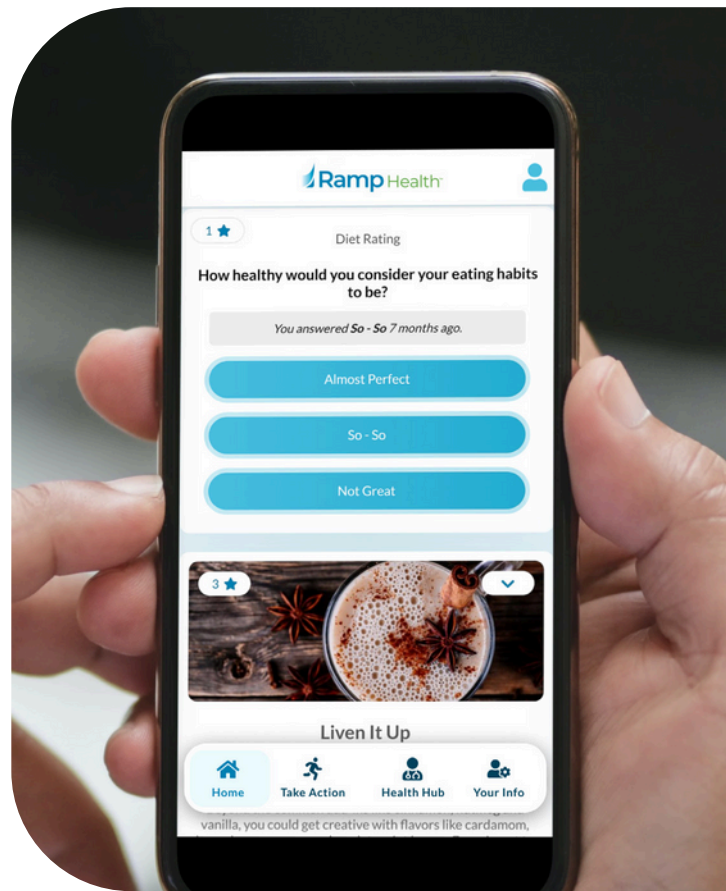 Ramp Health
1
Diet Rating
How healthy would you consider your eating habits
to be?
You answered So - So 7 months ago.
Almost Perfect
So - So
Not Great
3
Liven It Up
Home
Take Action
Health Hub
Your Info
vanilla, you could get creative with flavors like cardamom,